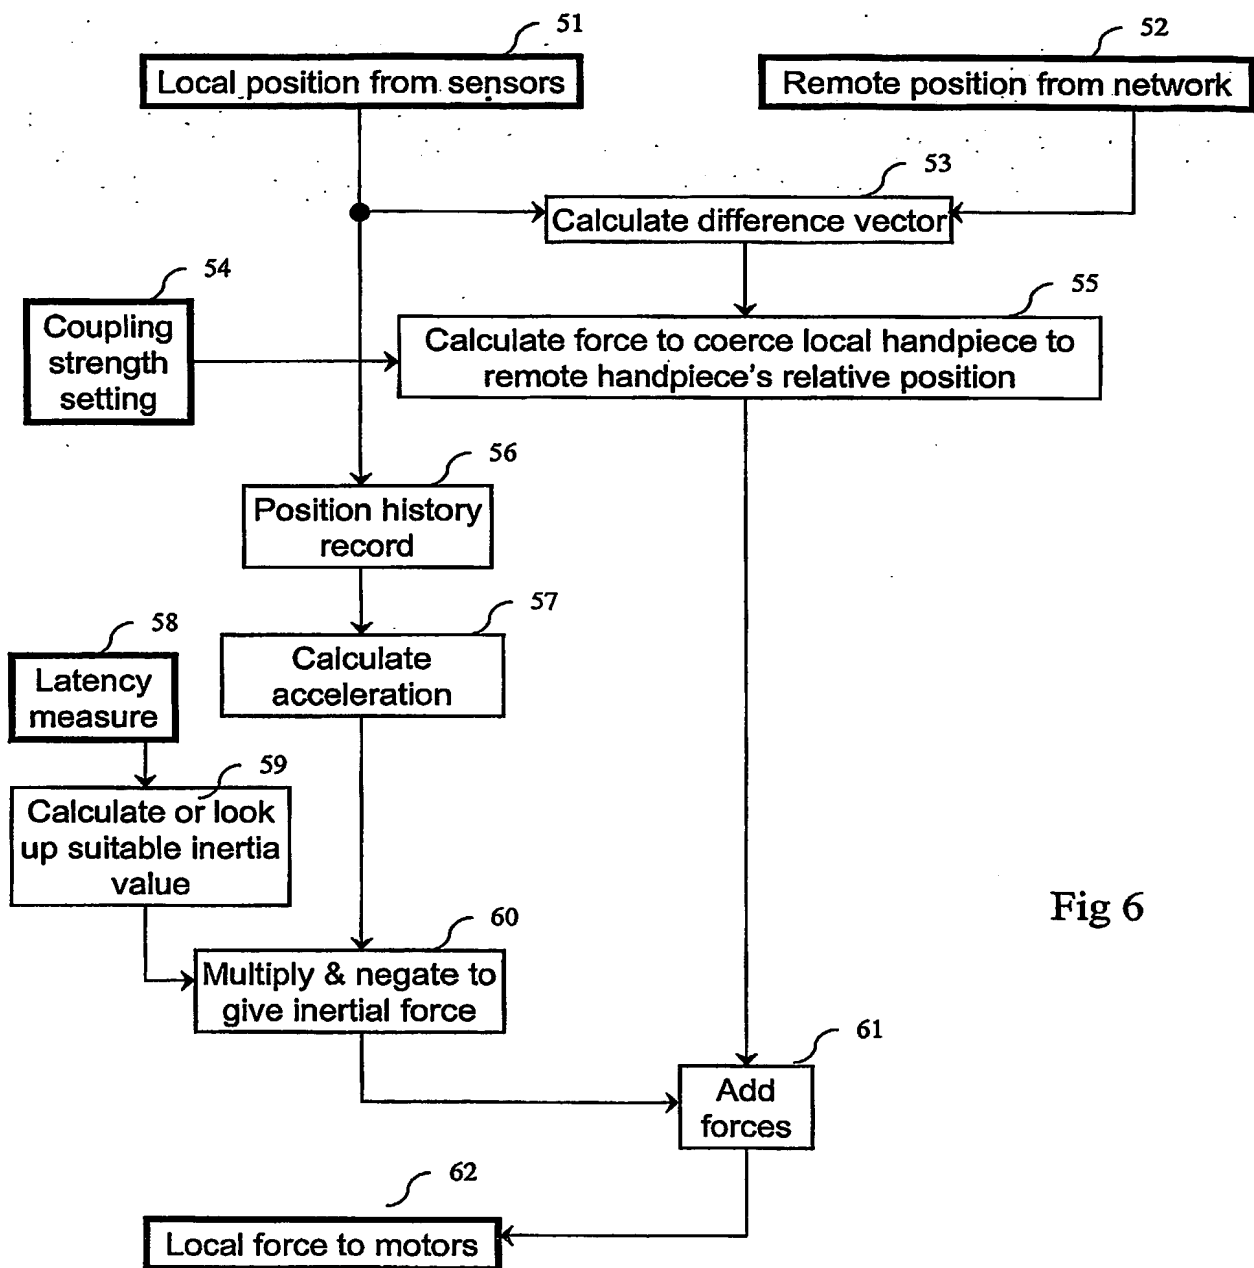 51
Local position from sensors
52
Remote position from network
53
Calculate difference vector
54
Coupling
strength
setting
55
Calculate force to coerce local handpiece to
remote handpiece's relative position
56
Position history
record
57
Calculate
acceleration
58
Latency
measure
59
Calculate or look
up suitable inertia
value
Fig 6
60
Multiply & negate to
give inertial force
61
Add
forces
62
Local force to motors